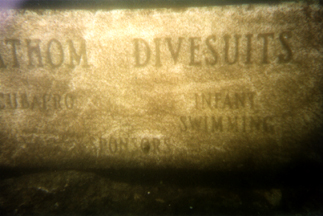 ATHOM DIVESUITS
INFANT
SWIMMING
SPONSORS